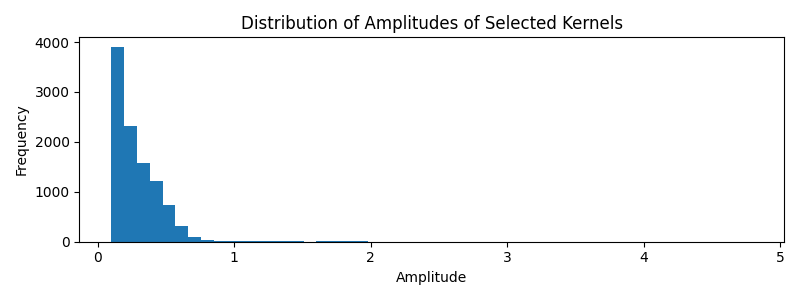 Distribution of Amplitudes of Selected Kernels
4000
3000
2000
1000
0
Frequency
0 1 2 3 4 5
Amplitude